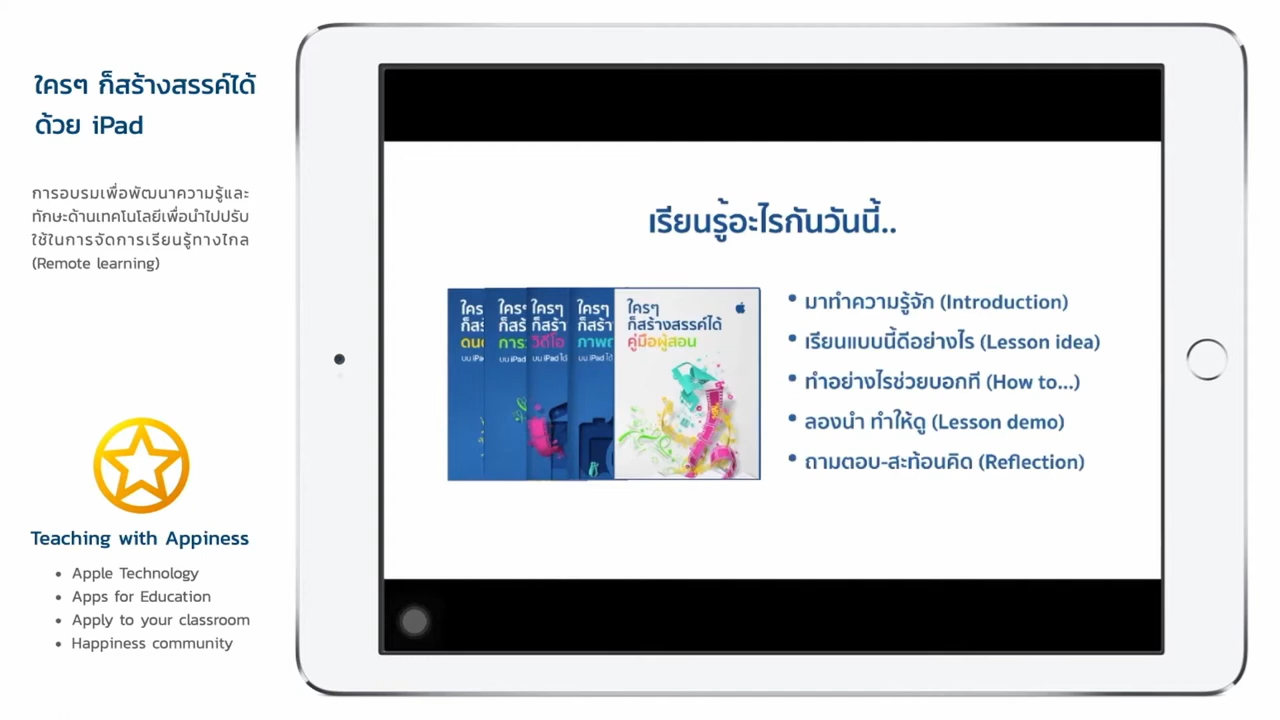 ใครๆ ก็สร้างสรรค์ได้
ด้วย iPad
การอบรมเพื่อพัฒนาความรู้และ
ทักษะด้านเทคโนโลยีเพื่อนำไปปรับ
ใช้ในการจัดการเรียนรู้ทางไกล
(Remote learning)
Teaching with Appiness
• Apple Technology
• Apps for Education
• Apply to your classroom
• Happiness community
เรียนรู้อะไรกันวันนี้..
ใครๆ
ก็สร้างสรรค์ได้
คู่มือผู้สอน
• มาทำความรู้จัก (Introduction)
• เรียนแบบนี้ดีอย่างไร (Lesson idea)
• ทำอย่างไรช่วยบอกที (How to...)
• ลองนำ ทำให้ดู (Lesson demo)
• ถามตอบ-สะท้อนคิด (Reflection)